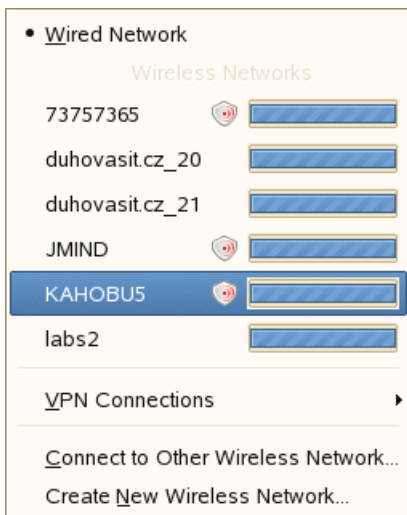 Wired Network
Wireless Networks
73757365
duhovasit.cz_20
duhovasit.cz_21
JMIND
KAHOBU5
labs2
VPN Connections
Connect to Other Wireless Network...
Create New Wireless Network...